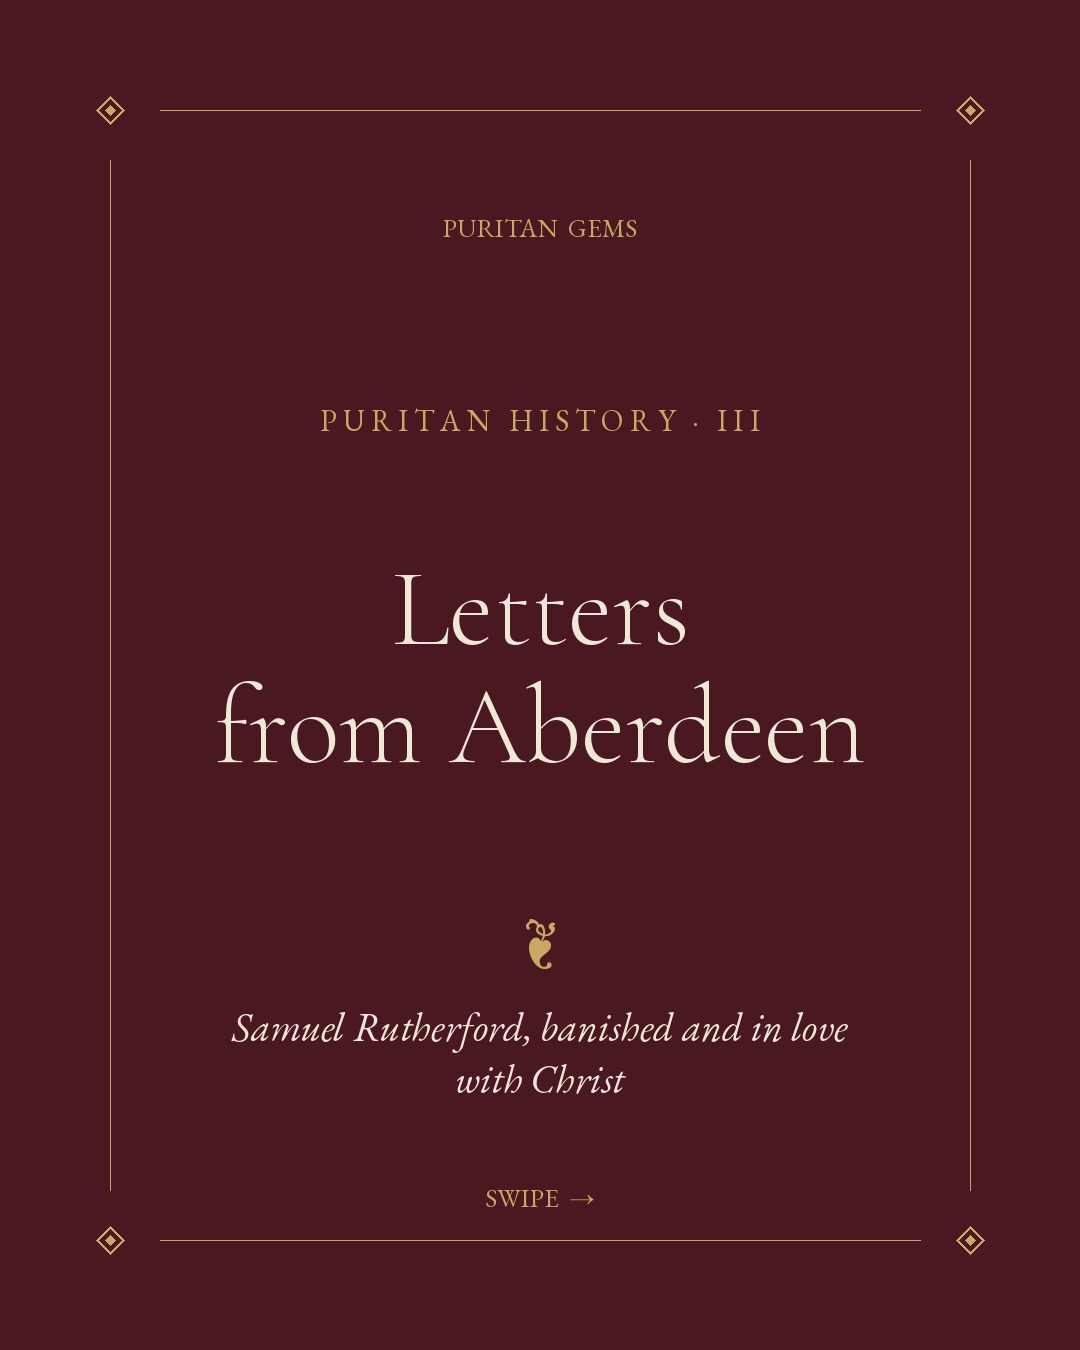 PURITAN GEMS
PURITAN HISTORY · III
Letters
from Aberdeen
Samuel Rutherford, banished and in love
with Christ
SWIPE →